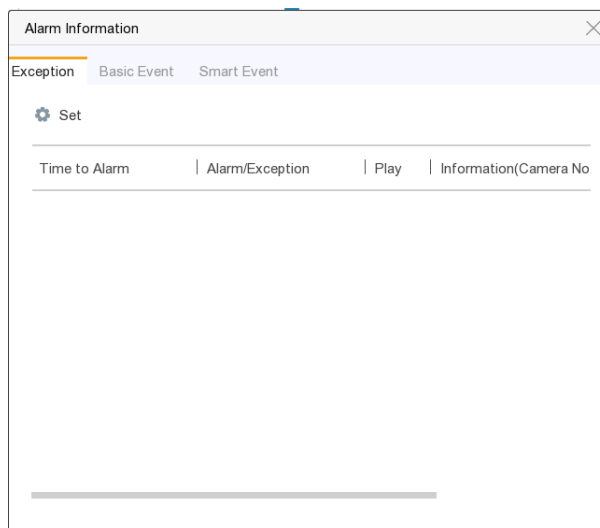 Alarm Information
Exception Basic Event Smart Event
Set
Time to Alarm Alarm/Exception Play Information(Camera No